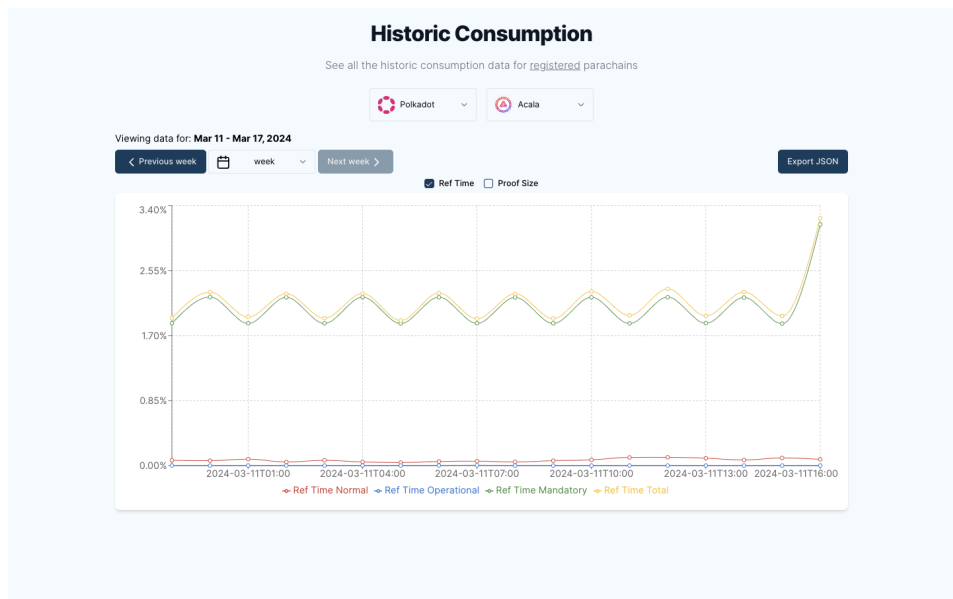 Historic Consumption
See all the historic consumption data for registered parachains
Polkadot Acala
Viewing data for: Mar 11 - Mar 17, 2024
Previous week week Next week Export JSON
Ref Time Proof Size
3.40%
2.55%
1.70%
0.85%
0.00%
2024-03-11T01:00 2024-03-11T04:00 2024-03-11T07:00 2024-03-11T10:00 2024-03-11T13:00 2024-03-11T16:00
Ref Time Normal Ref Time Operational Ref Time Mandatory Ref Time Total